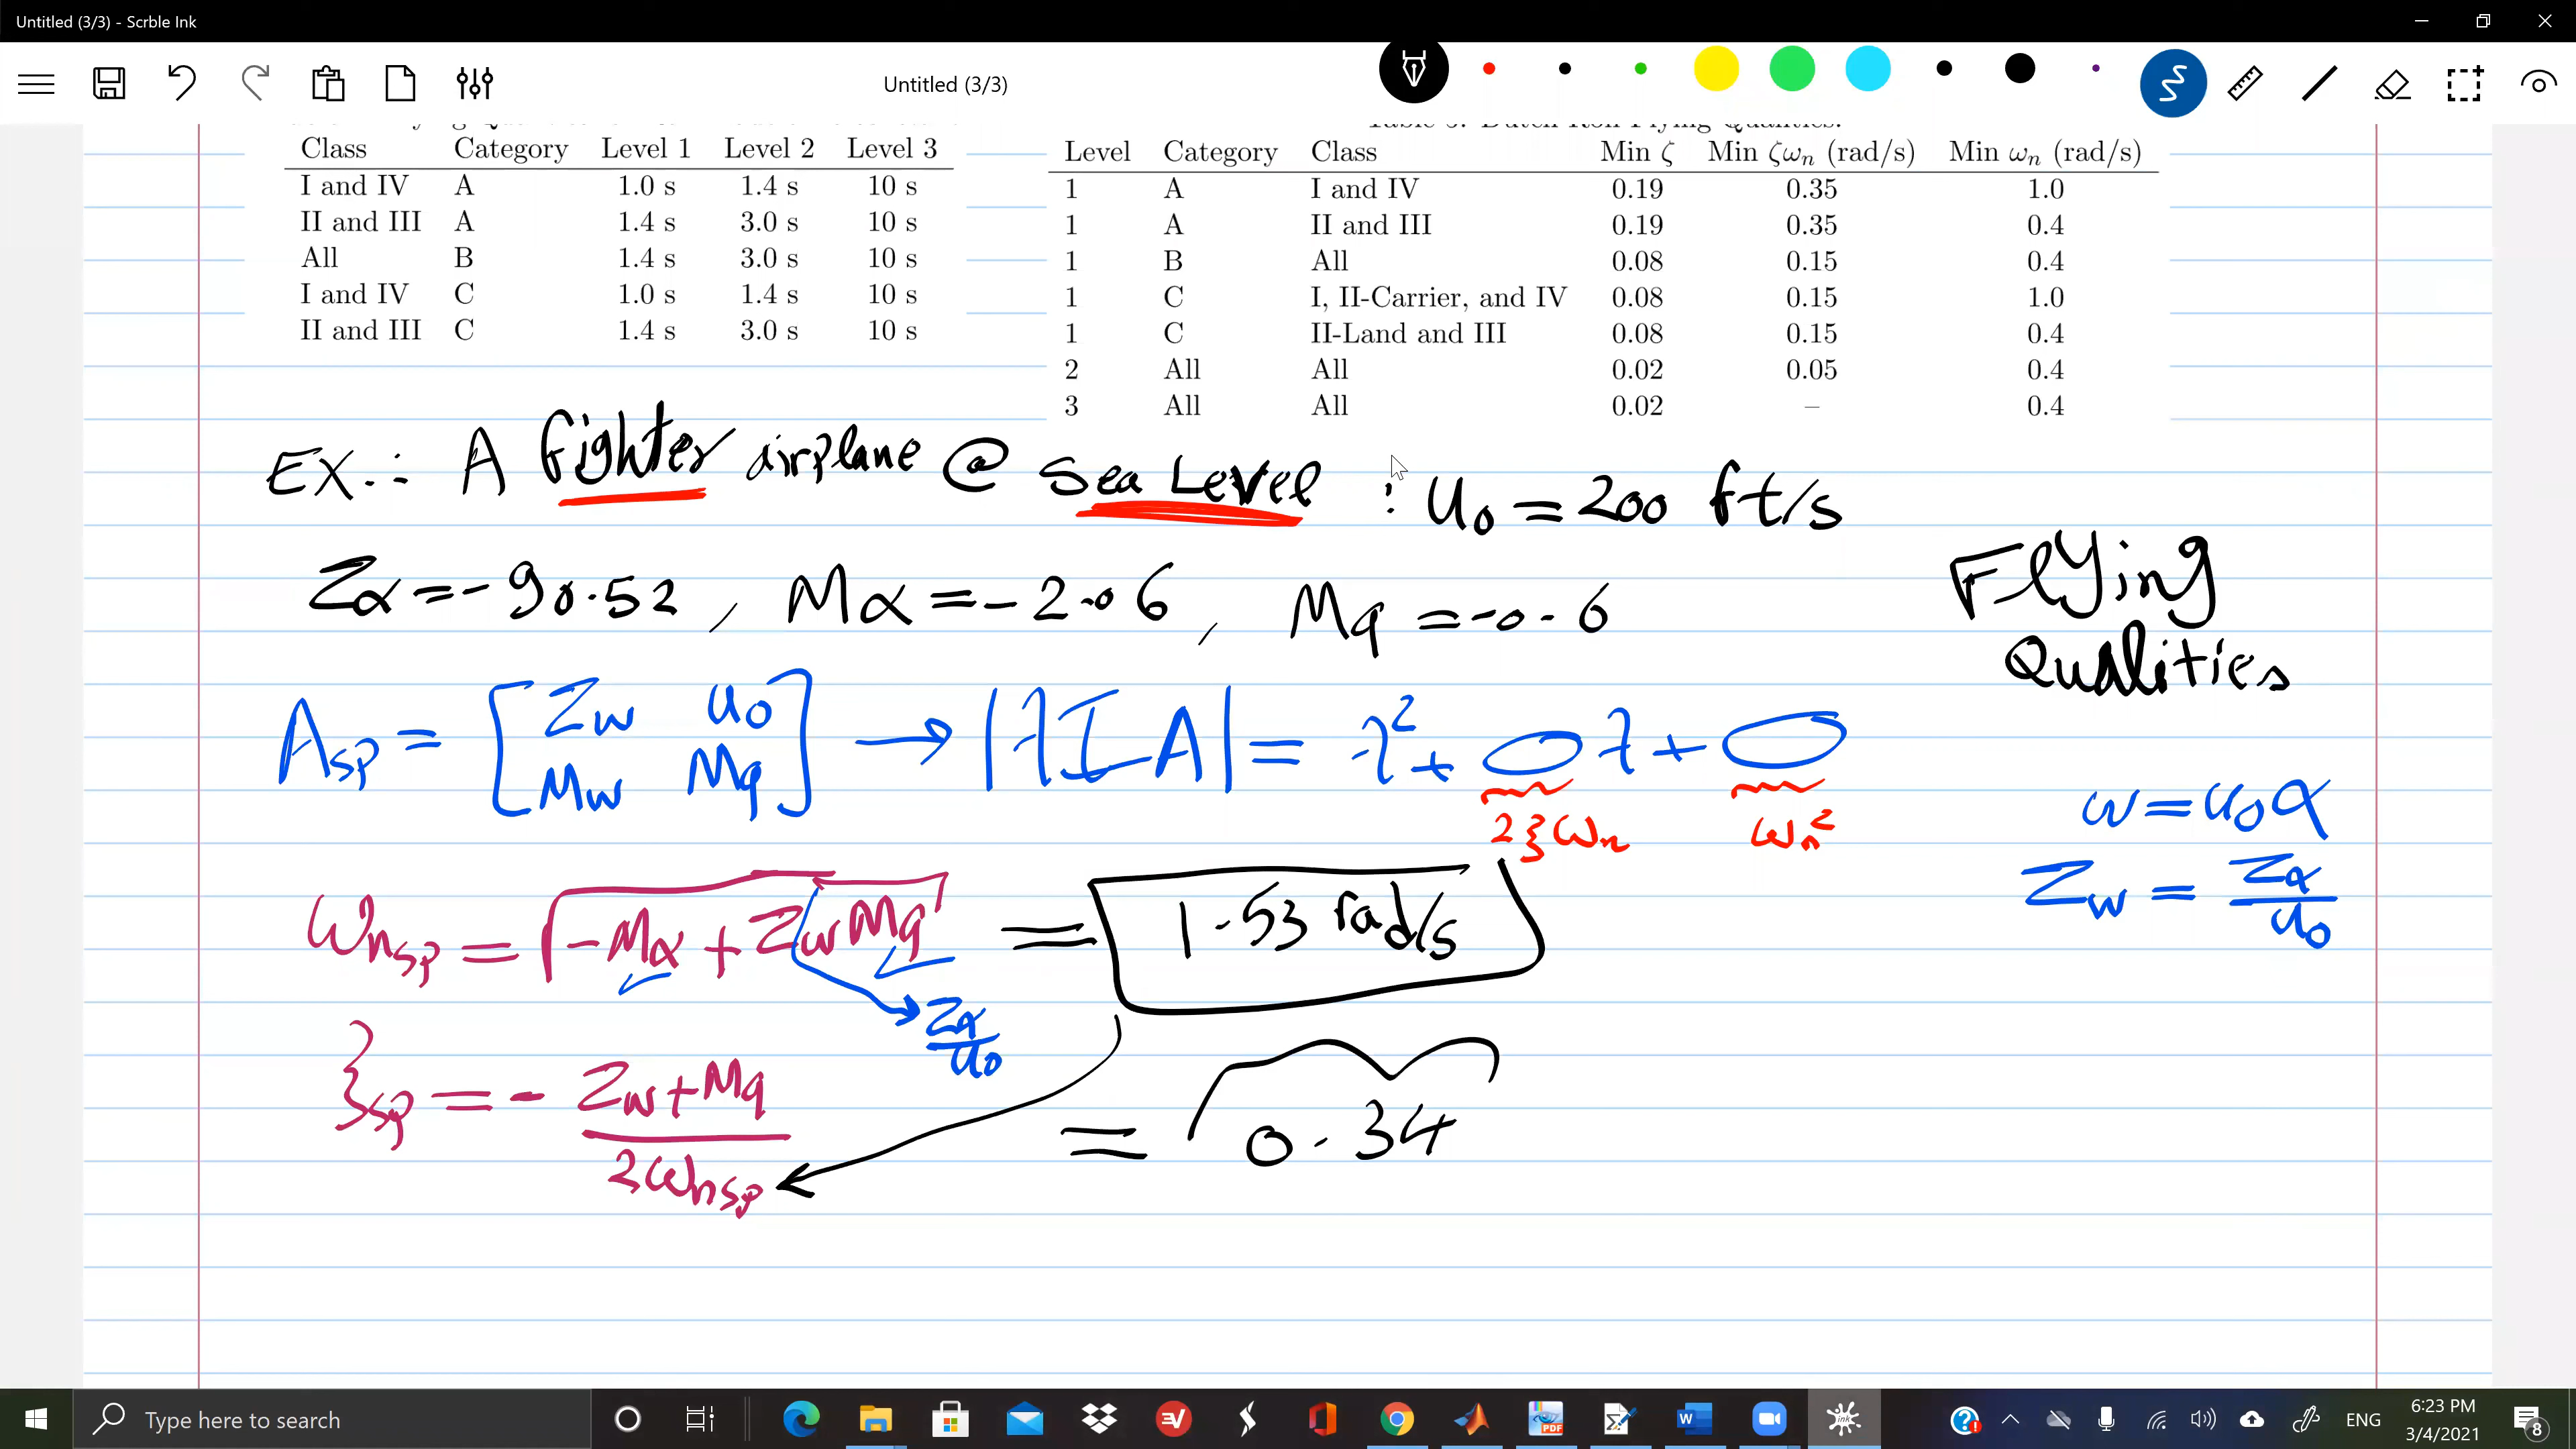 Untitled (3/3) - Scrble Ink
Untitled (3/3)
Table 3: Dutch Roll Flying Qualities.
Class Category Level 1 Level 2 Level 3
I and IV A 1.0 s 1.4 s 10 s
II and III A 1.4 s 3.0 s 10 s
All B 1.4 s 3.0 s 10 s
I and IV C 1.0 s 1.4 s 10 s
II and III C 1.4 s 3.0 s 10 s
Level Category Class Min ζ Min ζωn (rad/s) Min ωn (rad/s)
1 A I and IV 0.19 0.35 1.0
1 A II and III 0.19 0.35 0.4
1 B All 0.08 0.15 0.4
1 C I, II-Carrier, and IV 0.08 0.15 1.0
1 C II-Land and III 0.08 0.15 0.4
2 All All 0.02 0.05 0.4
3 All All 0.02 – 0.4
EX.: A fighter airplane @ Sea Level : U0 = 200 ft/s
Zα = -90.52 , Mα = -2.06 , Mq = -0.6
Flying
Qualities
Asp = [Zw u0
Mw Mq] → |λI-A| = λ² + O λ + O
2ζωn ωn²
w = u0α
Zw = Zα/u0
ωnsp = √-Mα + ZwMq = 1.53 rad/s
Zα/u0
ζsp = - Zw+Mq/2ωnsp = 0.34
Type here to search
ENG
6:23 PM
3/4/2021
8